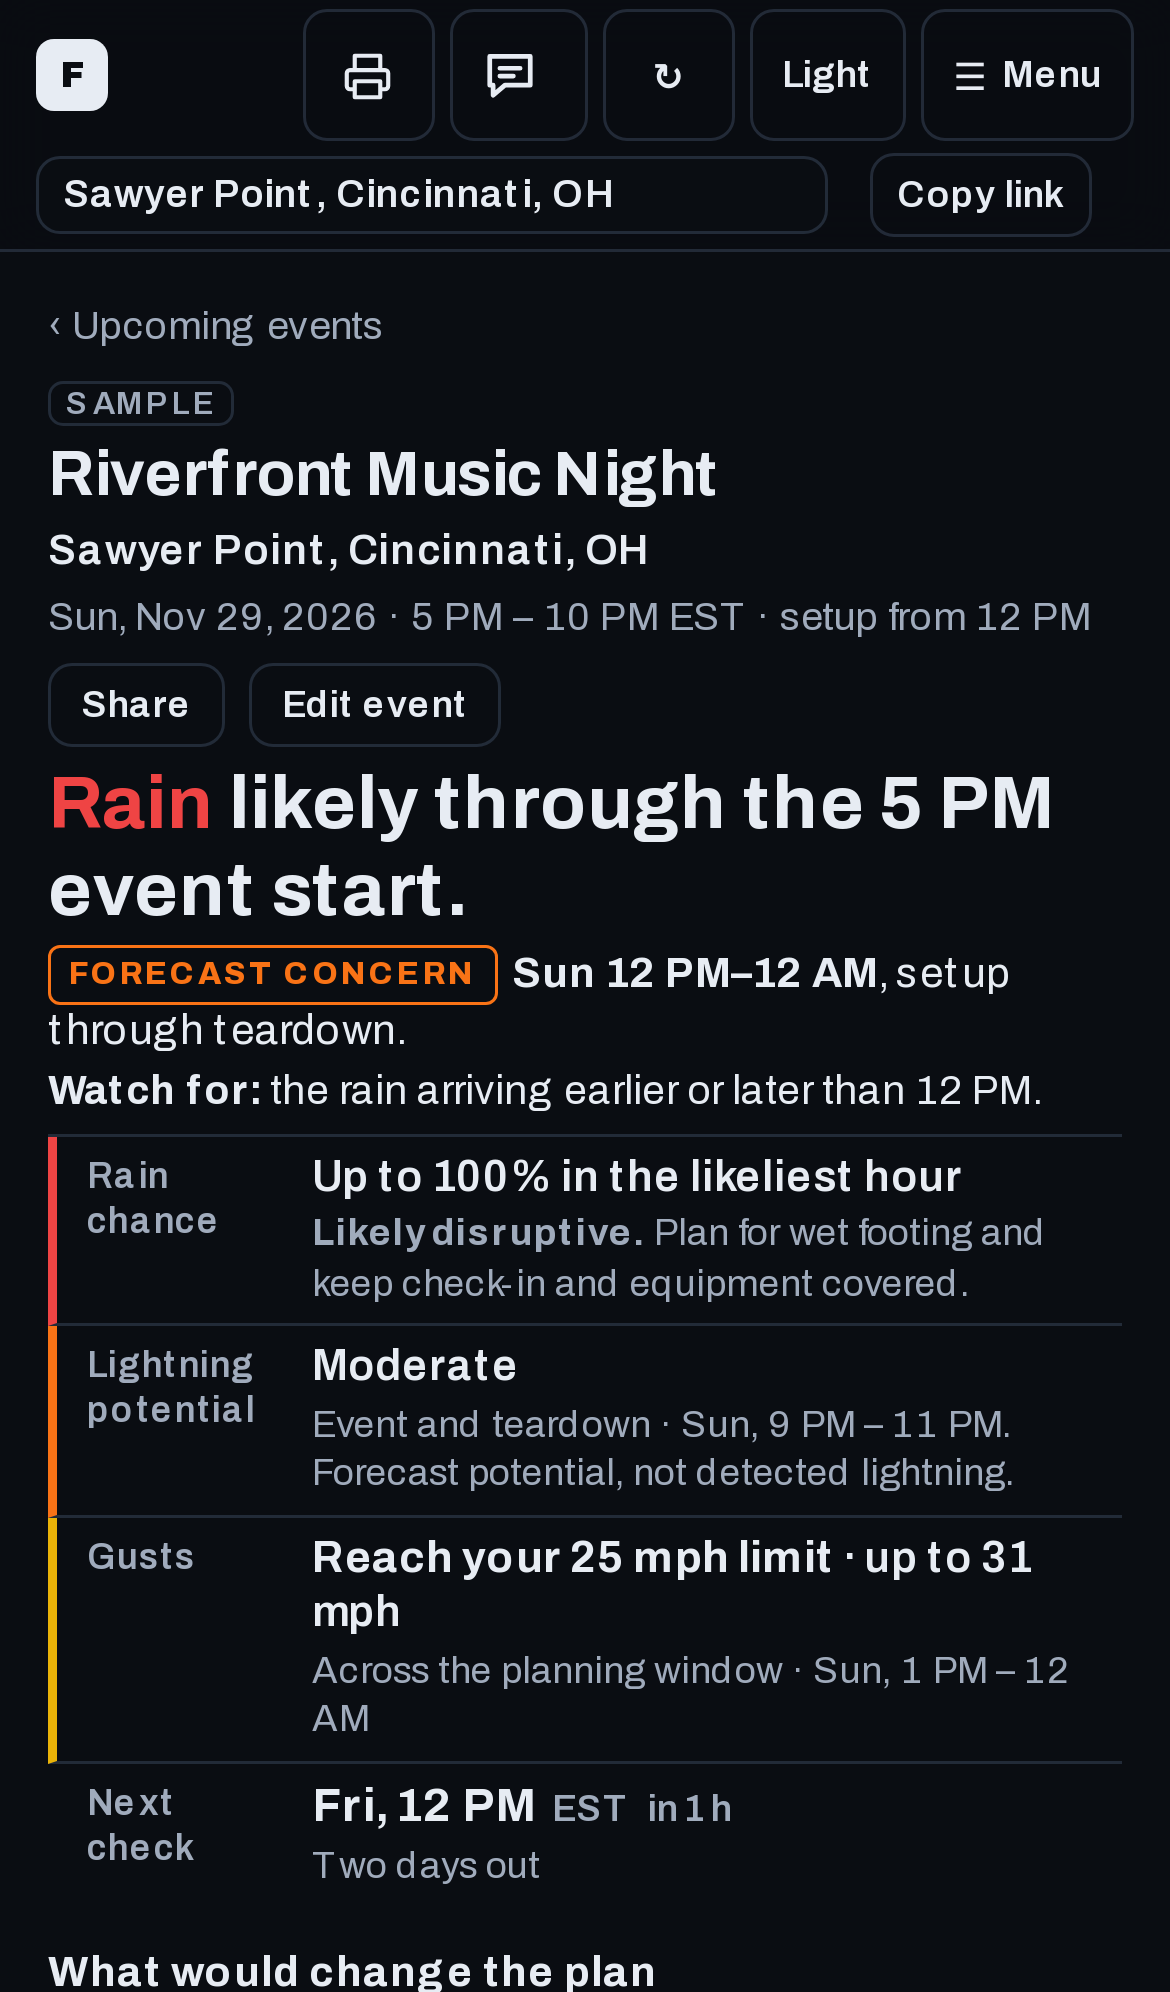 F
↻
Light
☰ Menu
Sawyer Point, Cincinnati, OH
Copy link
‹ Upcoming events
SAMPLE
Riverfront Music Night
Sawyer Point, Cincinnati, OH
Sun, Nov 29, 2026 · 5 PM – 10 PM EST · setup from 12 PM
Share
Edit event
Rain likely through the 5 PM
event start.
FORECAST CONCERN Sun 12 PM–12 AM, setup
through teardown.
Watch for: the rain arriving earlier or later than 12 PM.
Rain
chance
Up to 100% in the likeliest hour
Likely disruptive. Plan for wet footing and
keep check-in and equipment covered.
Lightning
potential
Moderate
Event and teardown · Sun, 9 PM – 11 PM.
Forecast potential, not detected lightning.
Gusts
Reach your 25 mph limit · up to 31
mph
Across the planning window · Sun, 1 PM – 12
AM
Next
check
Fri, 12 PM EST in 1 h
Two days out
What would change the plan